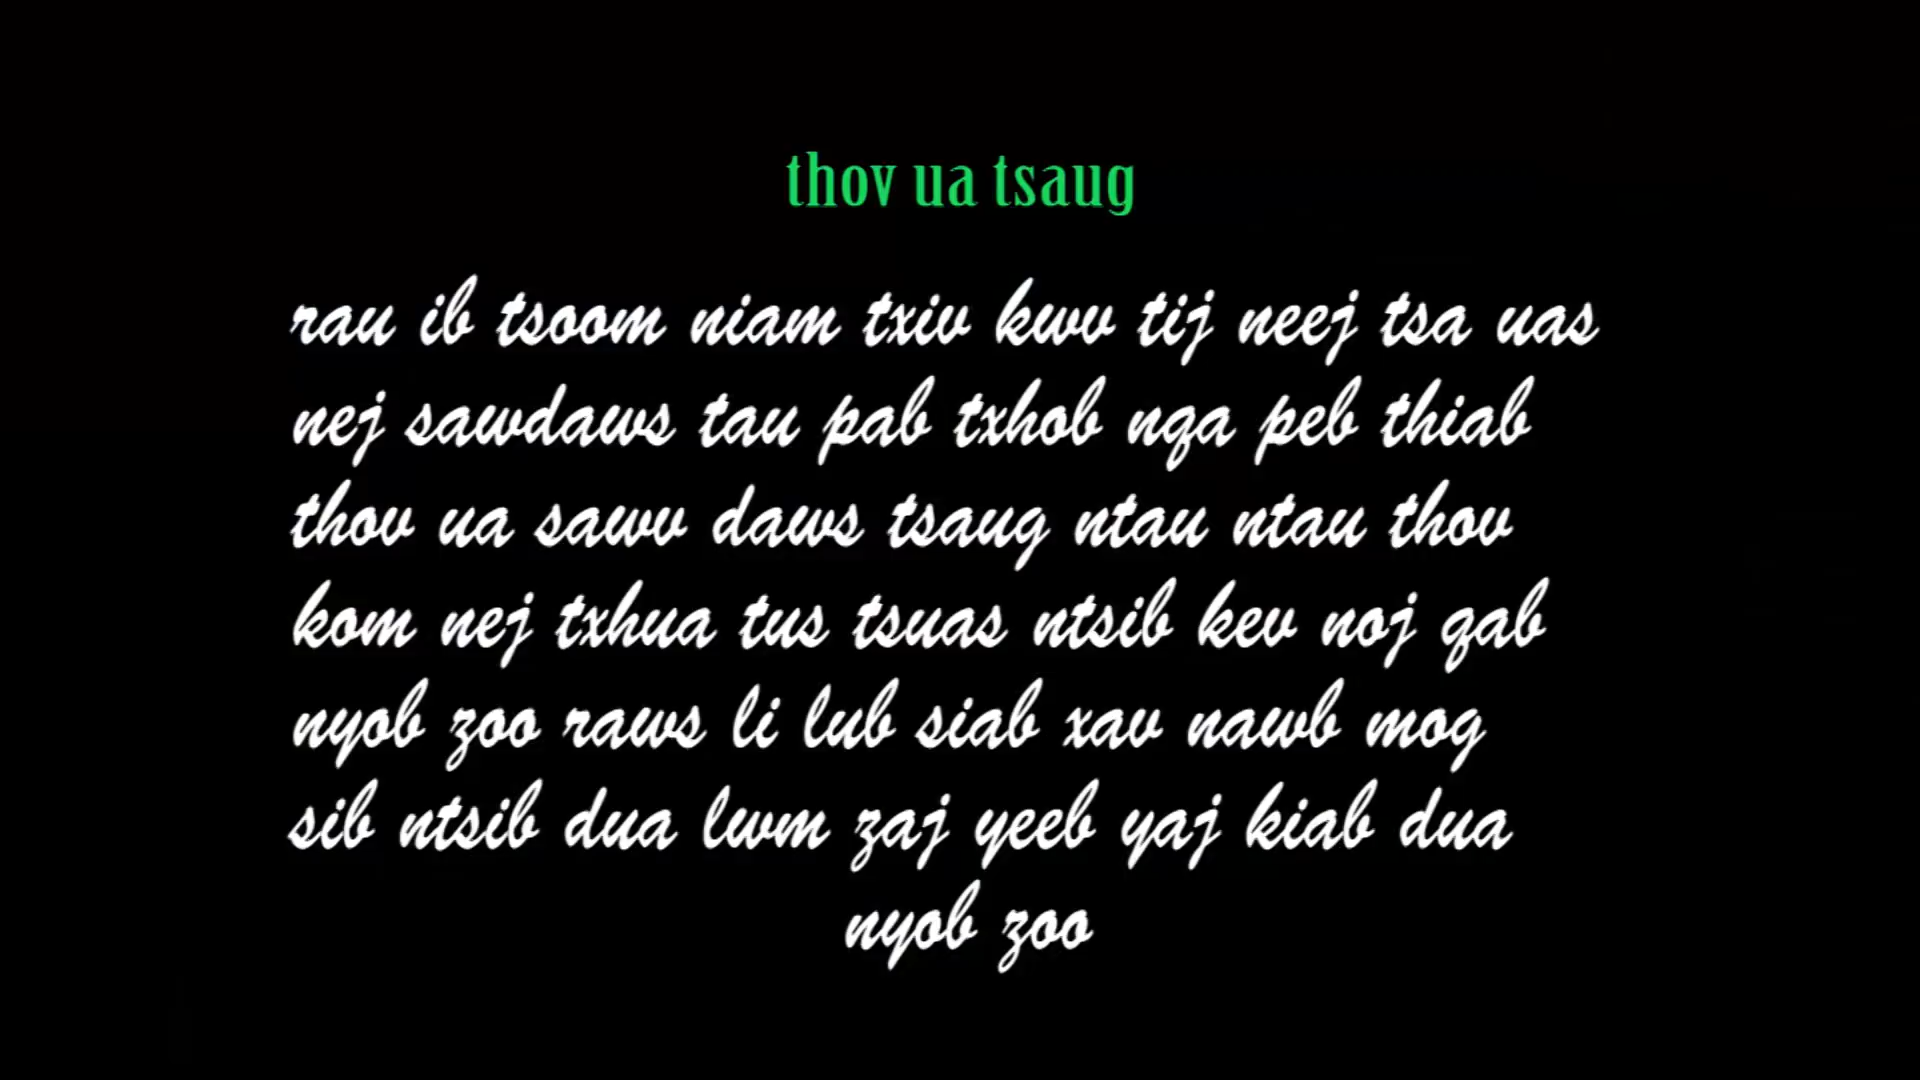 thov ua tsaug
rau ib tsoom niam txiv kwv tij neej tsa uas
nej sawdaws tau pab txhob nqa peb thiab
thov ua sawv daws tsaug ntau ntau thov
kom nej txhua tus tsuas ntsib kev noj qab
nyob zoo raws li lub siab xav nawb mog
sib ntsib dua lwm zaj yeeb yaj kiab dua
nyob zoo